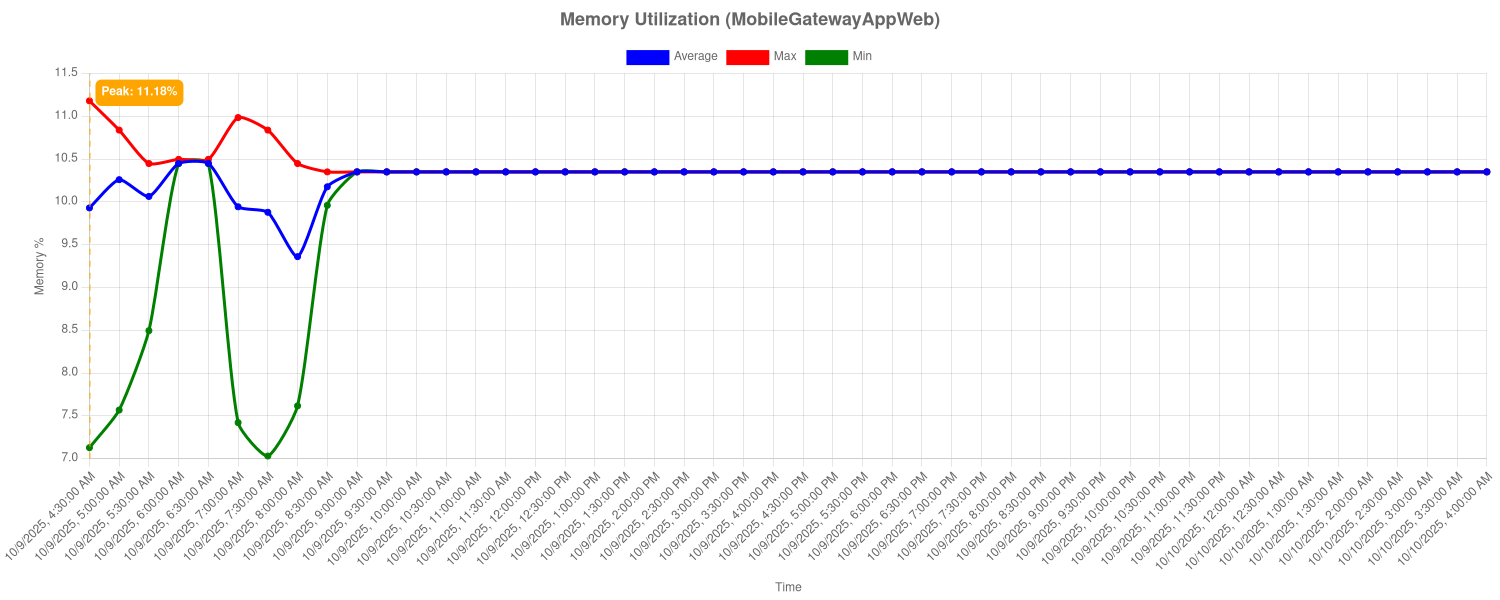 Memory Utilization (MobileGatewayAppWeb)
Average Max Min
11.5
Peak: 11.18%
11.0
10.5
10.0
9.5
9.0
8.5
8.0
7.5
7.0
Memory %
10/9/2025, 4:30:00 AM
10/9/2025, 5:00:00 AM
10/9/2025, 5:30:00 AM
10/9/2025, 6:00:00 AM
10/9/2025, 6:30:00 AM
10/9/2025, 7:00:00 AM
10/9/2025, 7:30:00 AM
10/9/2025, 8:00:00 AM
10/9/2025, 8:30:00 AM
10/9/2025, 9:00:00 AM
10/9/2025, 9:30:00 AM
10/9/2025, 10:00:00 AM
10/9/2025, 10:30:00 AM
10/9/2025, 11:00:00 AM
10/9/2025, 11:30:00 AM
10/9/2025, 12:00:00 PM
10/9/2025, 12:30:00 PM
10/9/2025, 1:00:00 PM
10/9/2025, 1:30:00 PM
10/9/2025, 2:00:00 PM
10/9/2025, 2:30:00 PM
10/9/2025, 3:00:00 PM
10/9/2025, 3:30:00 PM
10/9/2025, 4:00:00 PM
10/9/2025, 4:30:00 PM
10/9/2025, 5:00:00 PM
10/9/2025, 5:30:00 PM
10/9/2025, 6:00:00 PM
10/9/2025, 6:30:00 PM
10/9/2025, 7:00:00 PM
10/9/2025, 7:30:00 PM
10/9/2025, 8:00:00 PM
10/9/2025, 8:30:00 PM
10/9/2025, 9:00:00 PM
10/9/2025, 9:30:00 PM
10/9/2025, 10:00:00 PM
10/9/2025, 10:30:00 PM
10/9/2025, 11:00:00 PM
10/9/2025, 11:30:00 PM
10/10/2025, 12:00:00 AM
10/10/2025, 12:30:00 AM
10/10/2025, 1:00:00 AM
10/10/2025, 1:30:00 AM
10/10/2025, 2:00:00 AM
10/10/2025, 2:30:00 AM
10/10/2025, 3:00:00 AM
10/10/2025, 3:30:00 AM
10/10/2025, 4:00:00 AM
Time